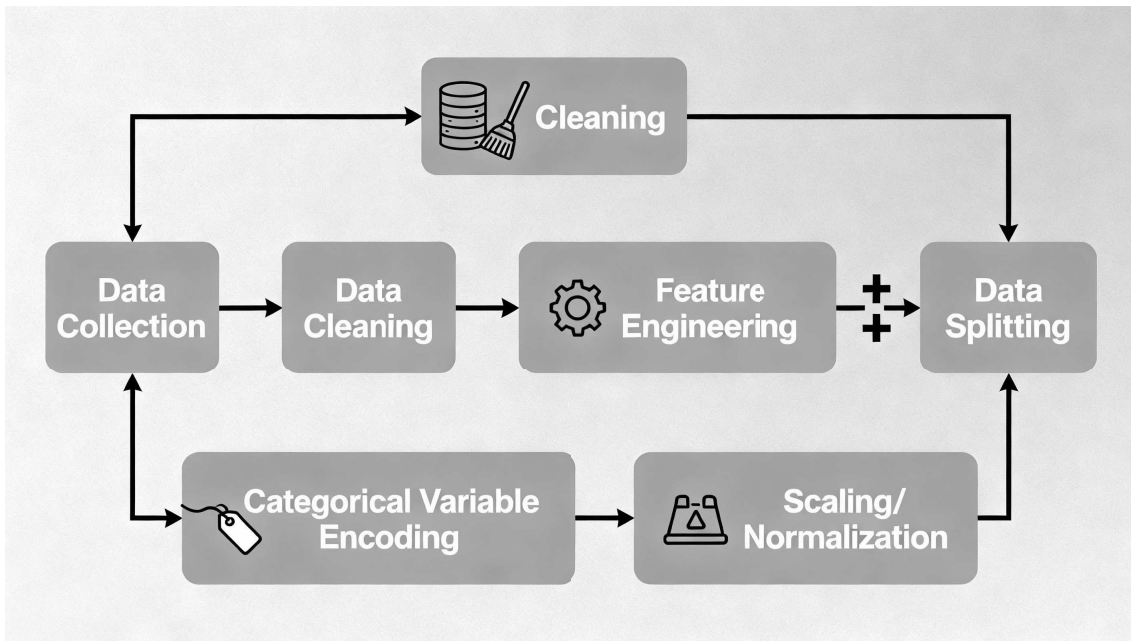 Cleaning
Data
Collection
Data
Cleaning
Feature
Engineering
Data
Splitting
Categorical Variable
Encoding
Scaling/
Normalization